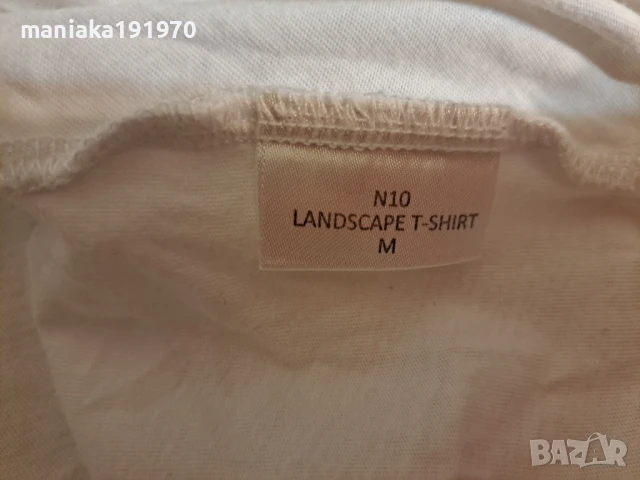 maniaka191970
N10
LANDSCAPE T-SHIRT
M
BAZAR